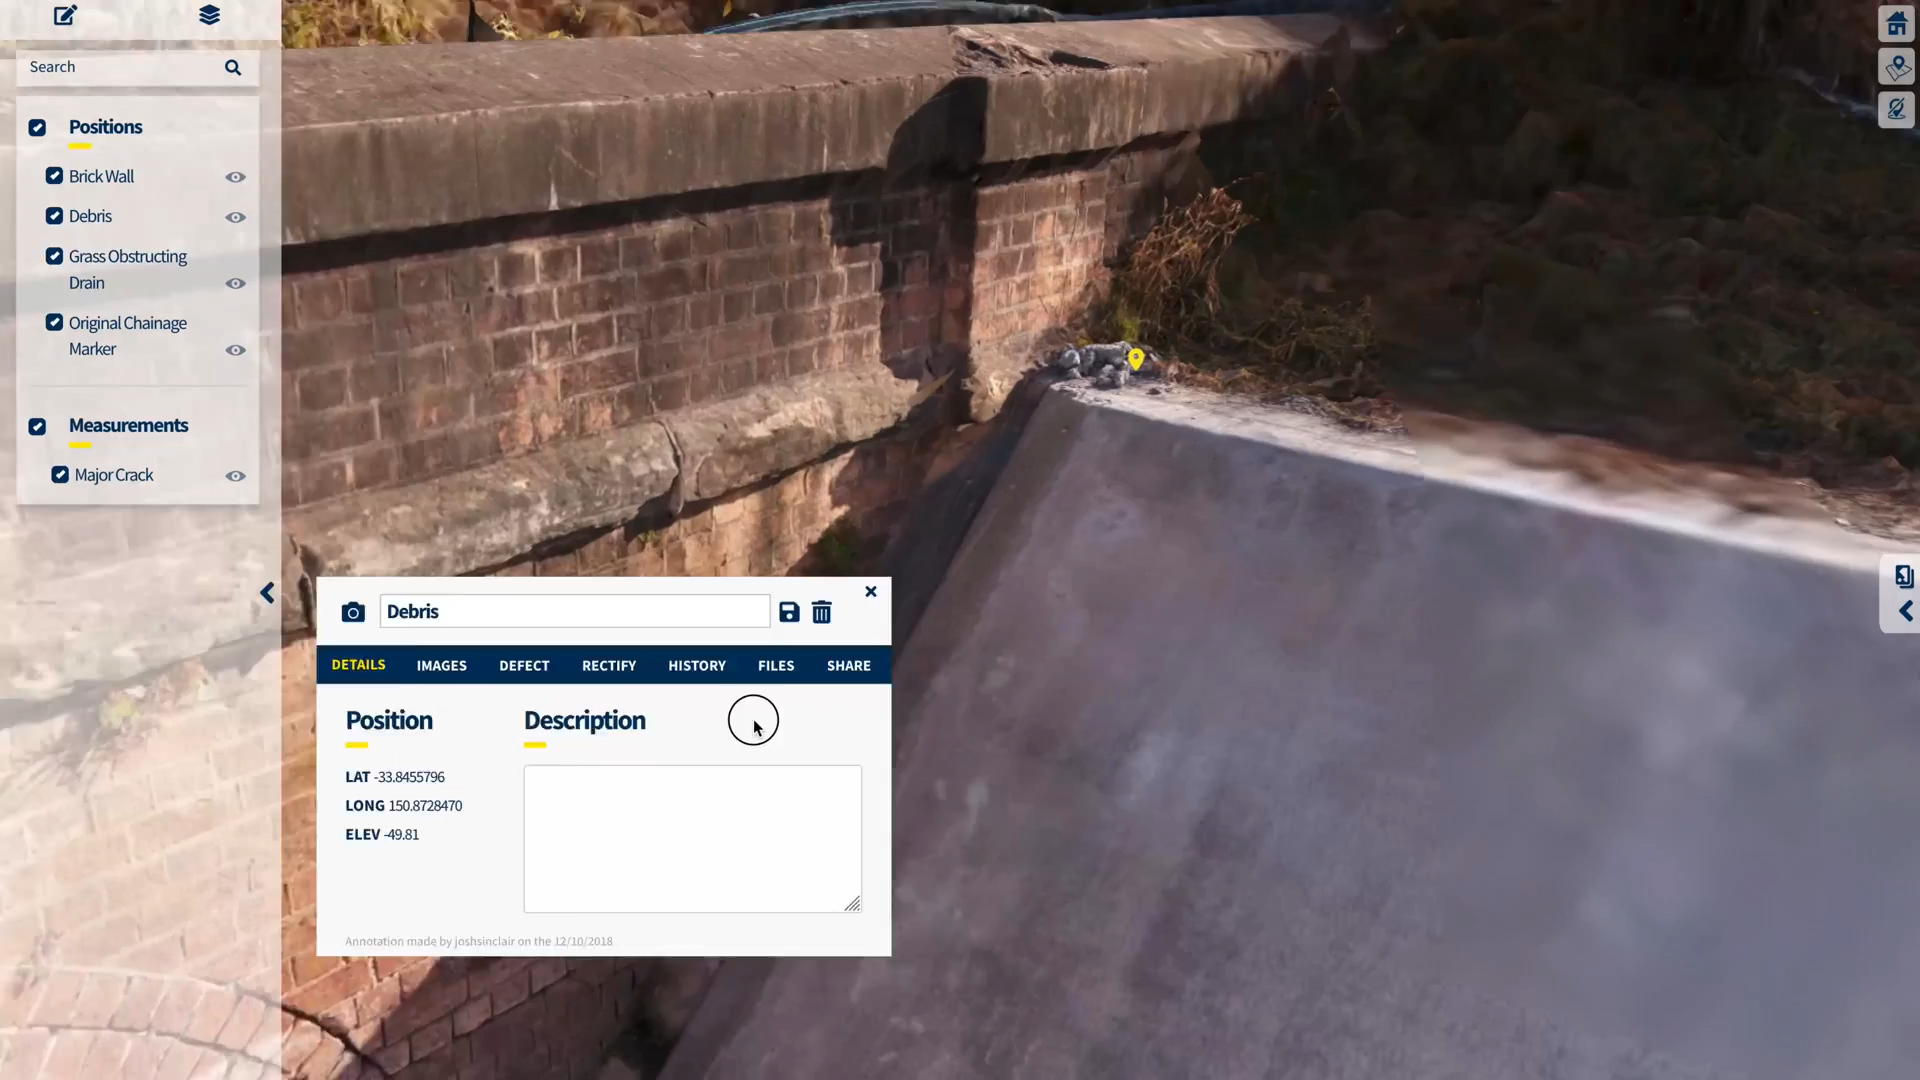 Search
Positions
Brick Wall
Debris
Grass Obstructing
Drain
Original Chainage
Marker
Measurements
Major Crack
Debris
DETAILS IMAGES DEFECT RECTIFY HISTORY FILES SHARE
Position Description
LAT -33.8455796
LONG 150.8728470
ELEV -49.81
Annotation made by joshsinclair on the 12/10/2018